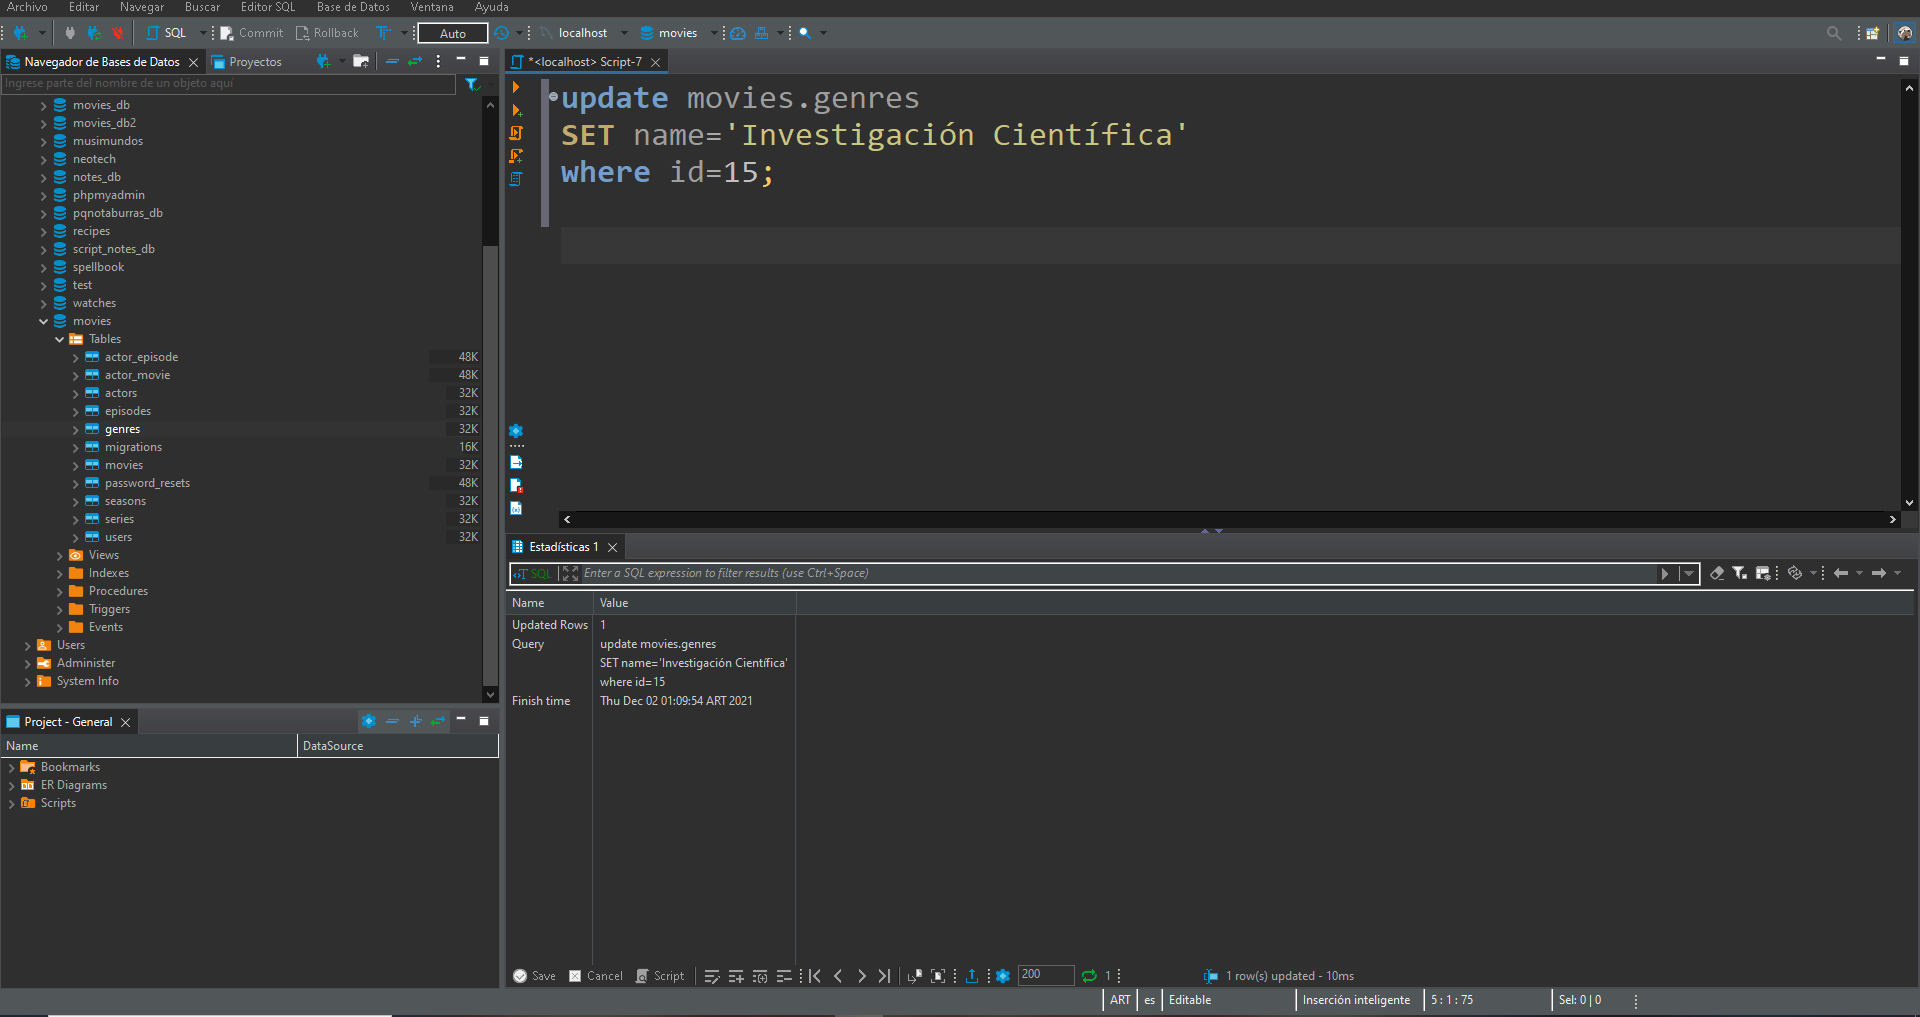 Archivo Editar Navegar Buscar Editor SQL Base de Datos Ventana Ayuda
SQL Commit Rollback Auto localhost movies
Navegador de Bases de Datos Proyectos
Ingrese parte del nombre de un objeto aquí
movies_db
movies_db2
musimundos
neotech
notes_db
phpmyadmin
pqnotaburras_db
recipes
script_notes_db
spellbook
test
watches
movies
Tables
actor_episode 48K
actor_movie 48K
actors 32K
episodes 32K
genres 32K
migrations 16K
movies 32K
password_resets 48K
seasons 32K
series 32K
users 32K
Views
Indexes
Procedures
Triggers
Events
Users
Administer
System Info
Project - General
Name DataSource
Bookmarks
ER Diagrams
Scripts
*<localhost> Script-7
update movies.genres
SET name='Investigación Científica'
where id=15;
Estadísticas 1
SQL Enter a SQL expression to filter results (use Ctrl+Space)
Name Value
Updated Rows 1
Query update movies.genres
SET name='Investigación Científica'
where id=15
Finish time Thu Dec 02 01:09:54 ART 2021
Save Cancel Script 200 1 1 row(s) updated - 10ms
ART es Editable Inserción inteligente 5 : 1 : 75 Sel: 0 | 0